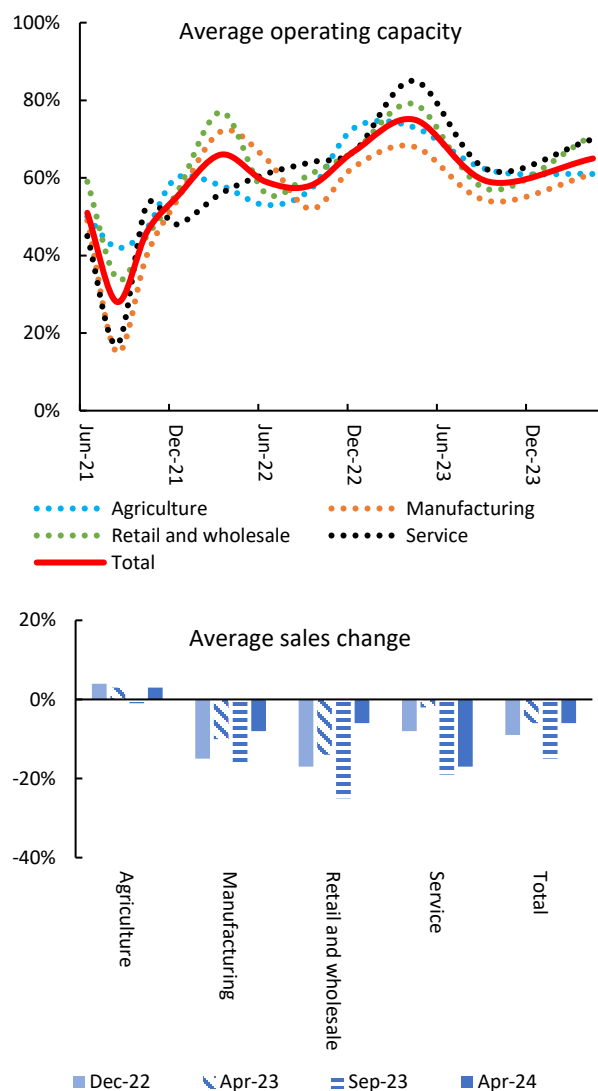 Average operating capacity
100%
80%
60%
40%
20%
0%
Jun-21
Dec-21
Jun-22
Dec-22
Jun-23
Dec-23
Agriculture
Manufacturing
Retail and wholesale
Service
Total
Average sales change
20%
0%
-20%
-40%
Agriculture
Manufacturing
Retail and wholesale
Service
Total
Dec-22
Apr-23
Sep-23
Apr-24